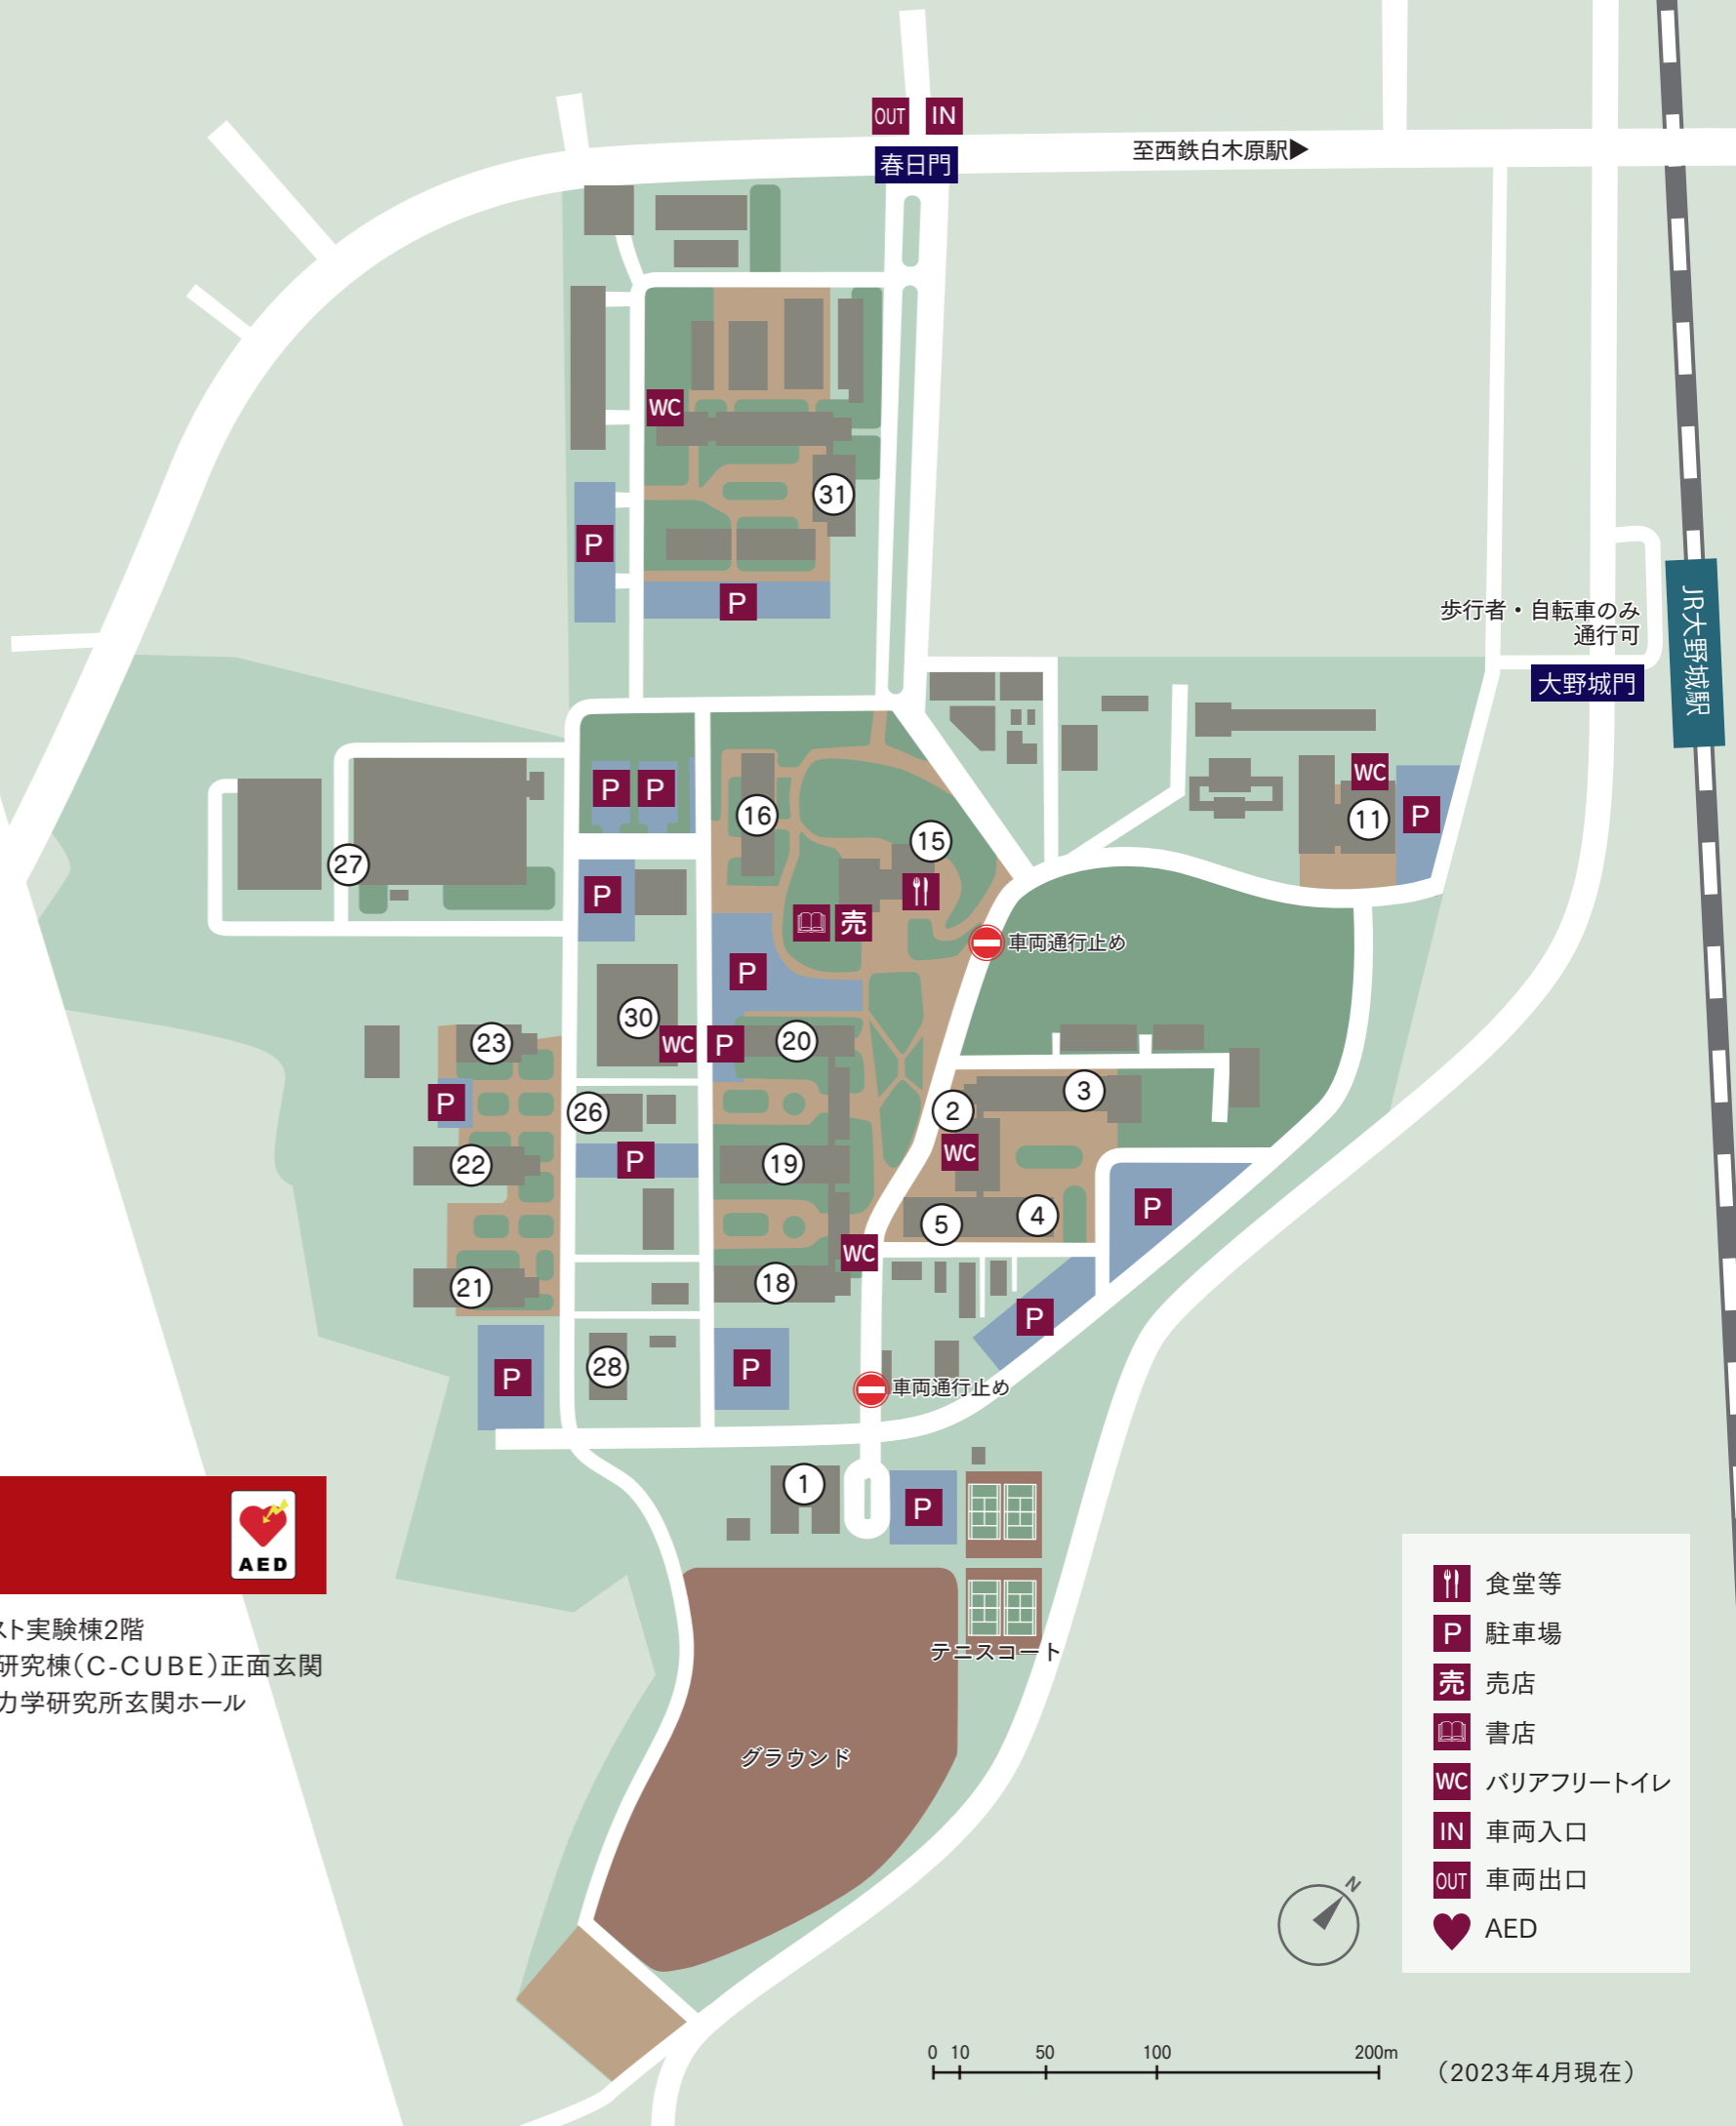 OUT IN
春日門
至西鉄白木原駅▶
WC
31
P
P
歩行者・自転車のみ
通行可
大野城門
JR大野城駅
P P
16
15
WC
11
P
27
P
売
車両通行止め
P
30
WC P
20
23
P
26
2
3
WC
22
P
19
P
5
4
WC
21
18
P
28
P
P
車両通行止め
1
P
AED
スト実験棟2階
研究棟(C-CUBE)正面玄関
力学研究所玄関ホール
テニスコート
グラウンド
食堂等
P 駐車場
売 売店
書店
WC バリアフリートイレ
IN 車両入口
OUT 車両出口
AED
N
0 10 50 100 200m
(2023年4月現在)